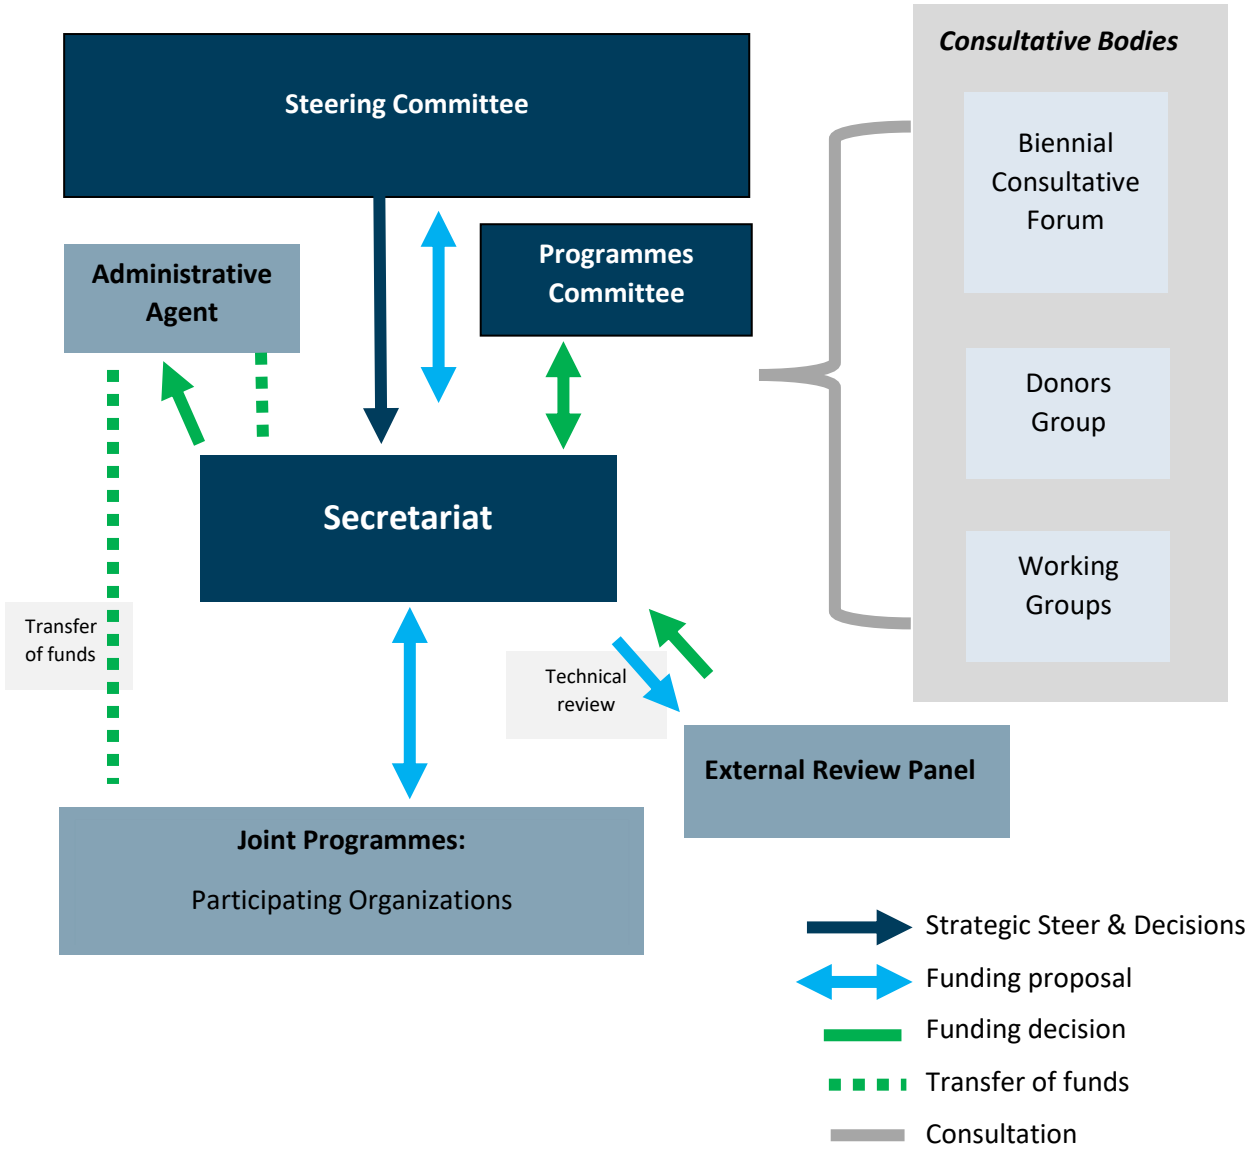 Steering Committee
Consultative Bodies
Biennial
Consultative
Forum
Administrative
Agent
Programmes
Committee
Donors
Group
Secretariat
Working
Groups
Transfer
of funds
Technical
review
External Review Panel
Joint Programmes:
Participating Organizations
Strategic Steer & Decisions
Funding proposal
Funding decision
Transfer of funds
Consultation